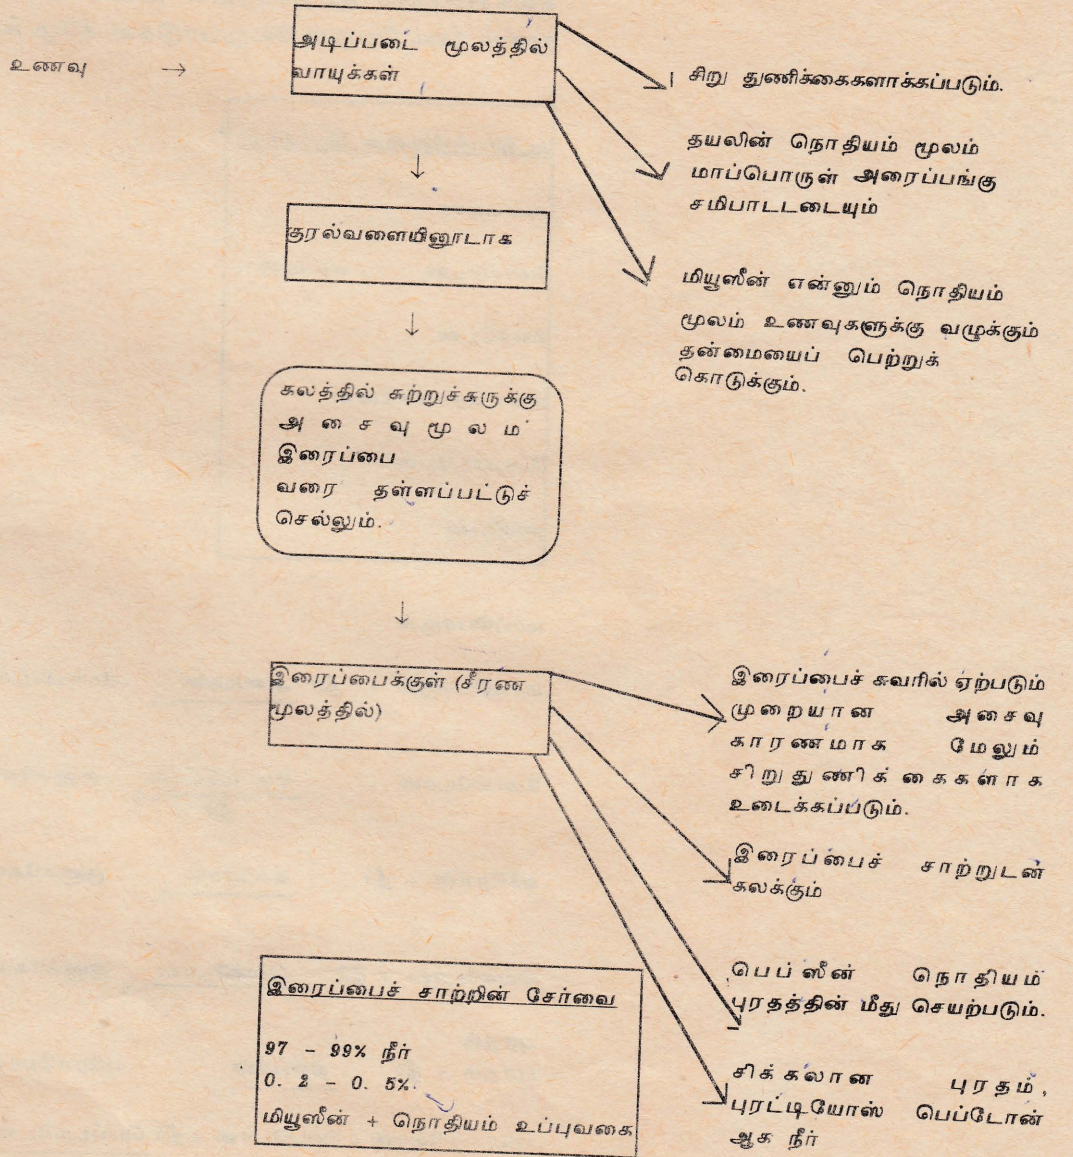 உணவு →
அடிப்படை மூலத்தில்
வாயுக்கள்
சிறு துணிக்கைகளாக்கப்படும்.
தயலின் நொதியம் மூலம்
மாப்பொருள் அரைப்பங்கு
சமிபாடடடையும்
மியூஸீன் என்னும் நொதியம்
மூலம் உணவுகளுக்கு வழுக்கும்
தன்மையைப் பெற்றுக்
கொடுக்கும்.
↓
குரல்வளையினூடாக
↓
களத்தில் சுற்றுச்சுருக்கு
அசைவுமூலம்
இரைப்பை
வரை தள்ளப்பட்டுச்
செல்லும்.
↓
இரைப்பைக்குள் (சீரண
மூலத்தில்)
இரைப்பைச் சுவரில் ஏற்படும்
முறையான அசைவு
காரணமாக மேலும்
சிறுதுணிக்கைகளாக
உடைக்கப்படும்.
இரைப்பைச் சாற்றுடன்
கலக்கும்
பெப்ஸீன் நொதியம்
புரதத்தின் மீது செயற்படும்.
சிக்கலான புரதம்,
புரட்டியோஸ் பெப்டோன்
ஆக நீர்
இரைப்பைச் சாற்றின் சேர்வை
97 - 99% நீர்
0. 2 - 0. 5%
மியூஸீன் + நொதியம் உப்புவகை